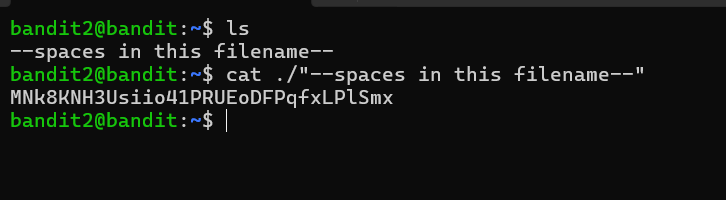 bandit2@bandit:~$ ls
--spaces in this filename--
bandit2@bandit:~$ cat ./"--spaces in this filename--"
MNk8KNH3Usiio41PRUEoDFPqfxLPlSmx
bandit2@bandit:~$